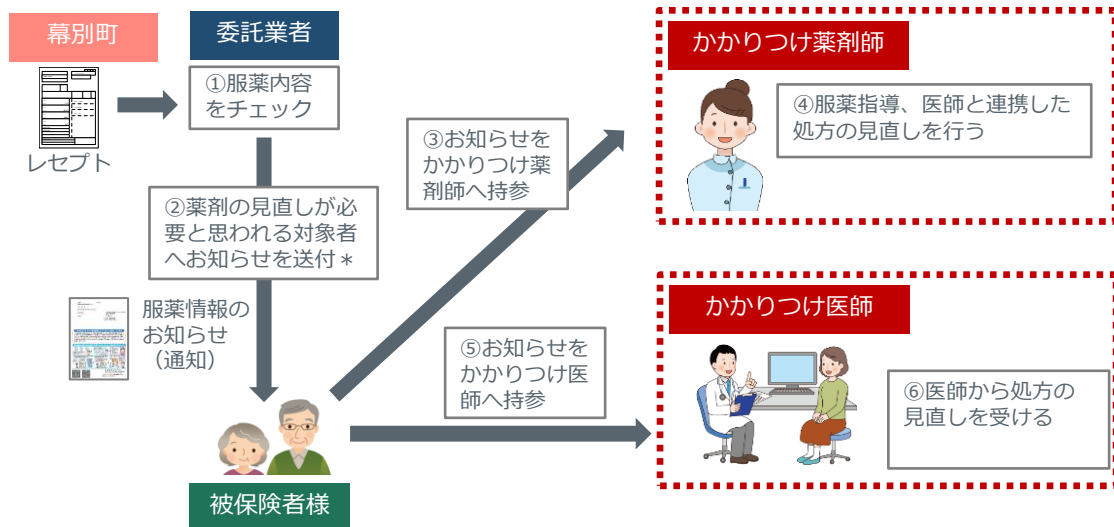 幕別町
委託業者
レセプト
①服薬内容
をチェック
②薬剤の見直しが必
要と思われる対象者
へお知らせを送付＊
服薬情報の
お知らせ
（通知）
被保険者様
③お知らせを
かかりつけ薬
剤師へ持参
かかりつけ薬剤師
④服薬指導、医師と連携した
処方の見直しを行う
⑤お知らせを
かかりつけ医
師へ持参
かかりつけ医師
⑥医師から処方の
見直しを受ける